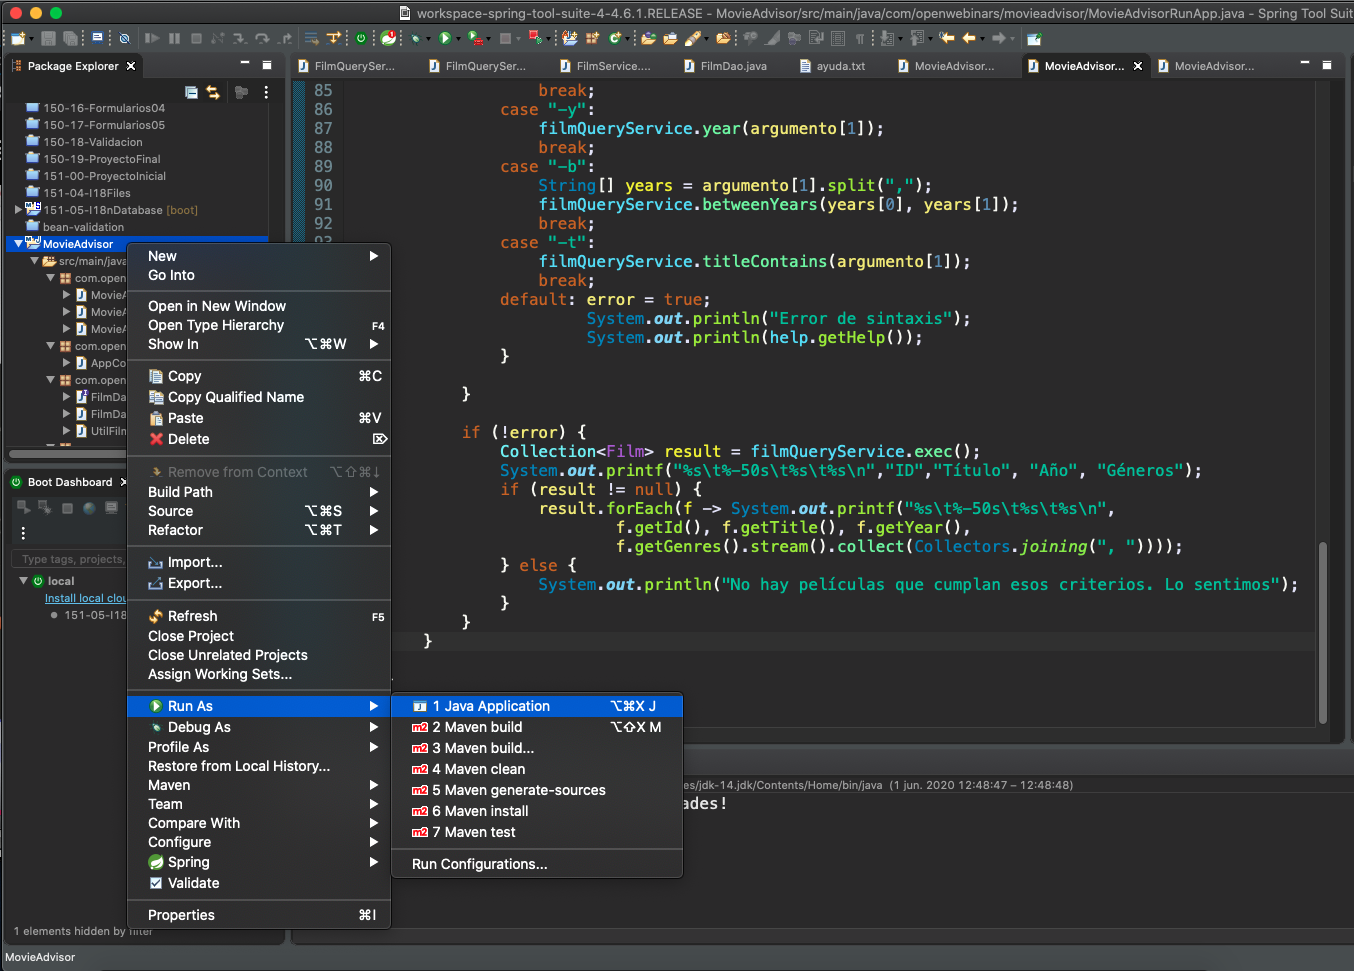 workspace-spring-tool-suite-4-4.6.1.RELEASE - MovieAdvisor/src/main/java/com/openwebinars/movieadvisor/MovieAdvisorRunApp.java - Spring Tool Suit
Package Explorer
FilmQuerySer...
FilmQuerySer...
FilmService....
FilmDao.java
ayuda.txt
MovieAdvisor...
MovieAdvisor...
MovieAdvisor...
150-16-Formularios04
150-17-Formularios05
150-18-Validacion
150-19-ProyectoFinal
151-00-ProyectoInicial
151-04-I18Files
151-05-I18nDatabase [boot]
bean-validation
MovieAdvisor
src/main/java
com.open
MovieA
MovieA
MovieA
com.open
AppCo
com.open
FilmDa
FilmDa
UtilFilm
Boot Dashboard
Type tags, projects,
local
Install local clou
151-05-I18
1 elements hidden by filter
MovieAdvisor
85 break;
86 case "-y":
87 filmQueryService.year(argumento[1]);
88 break;
89 case "-b":
90 String[] years = argumento[1].split(",");
91 filmQueryService.betweenYears(years[0], years[1]);
92 break;
93 case "-t":
filmQueryService.titleContains(argumento[1]);
break;
default: error = true;
System.out.println("Error de sintaxis");
System.out.println(help.getHelp());
}
}
if (!error) {
Collection<Film> result = filmQueryService.exec();
System.out.printf("%s\t%-50s\t%s\t%s\n","ID","Título", "Año", "Géneros");
if (result != null) {
result.forEach(f -> System.out.printf("%s\t%-50s\t%s\t%s\n",
f.getId(), f.getTitle(), f.getYear(),
f.getGenres().stream().collect(Collectors.joining(", "))));
} else {
System.out.println("No hay películas que cumplan esos criterios. Lo sentimos");
}
}
}
New
Go Into
Open in New Window
Open Type Hierarchy F4
Show In ⌥⌘W
Copy ⌘C
Copy Qualified Name
Paste ⌘V
Delete ⌦
Remove from Context ⌥⇧⌘↓
Build Path
Source ⌥⌘S
Refactor ⌥⌘T
Import...
Export...
Refresh F5
Close Project
Close Unrelated Projects
Assign Working Sets...
Run As
Debug As
Profile As
Restore from Local History...
Maven
Team
Compare With
Configure
Spring
Validate
Properties ⌘I
1 Java Application ⌥⌘X J
2 Maven build ⌥⇧X M
3 Maven build...
4 Maven clean
5 Maven generate-sources
6 Maven install
7 Maven test
Run Configurations...
es/jdk-14.jdk/Contents/Home/bin/java (1 jun. 2020 12:48:47 – 12:48:48)
ades!